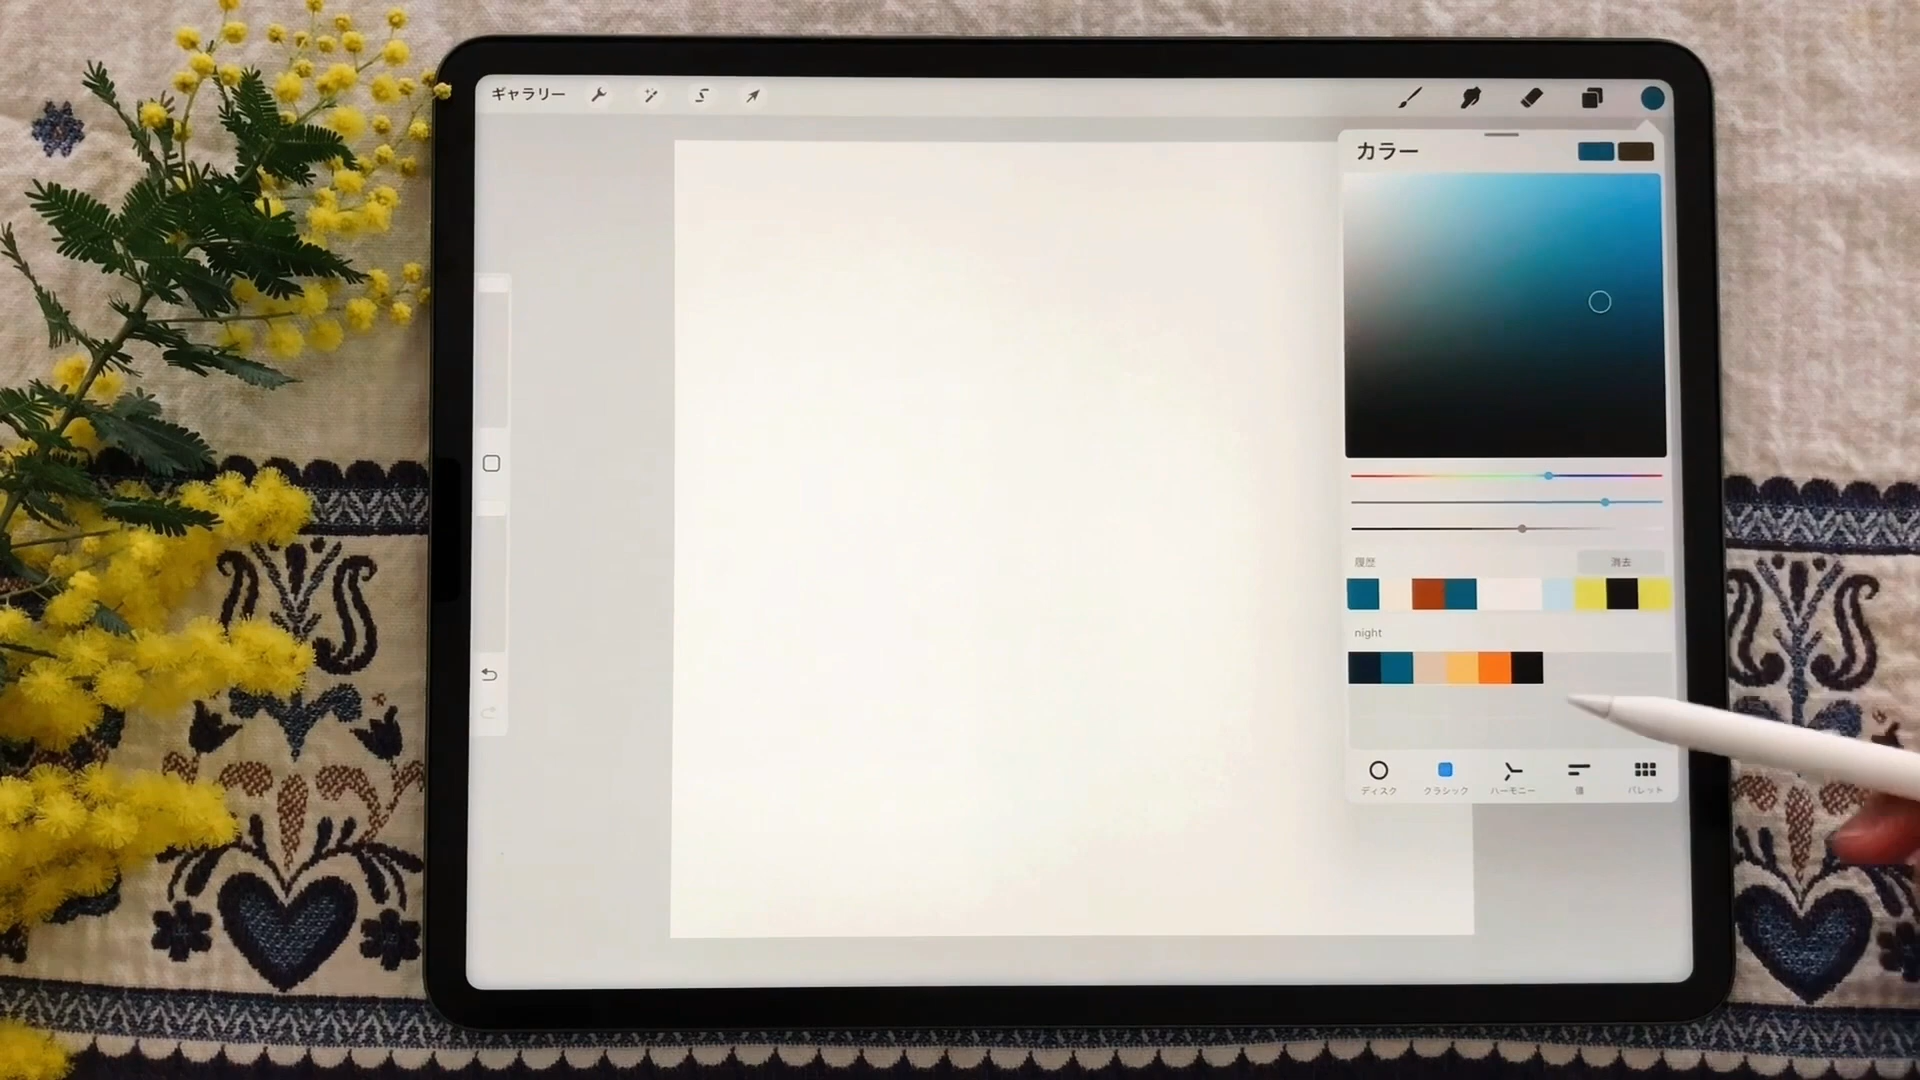 ギャラリー
カラー
履歴
消去
night
ディスク
クラシック
ハーモニー
値
パレット